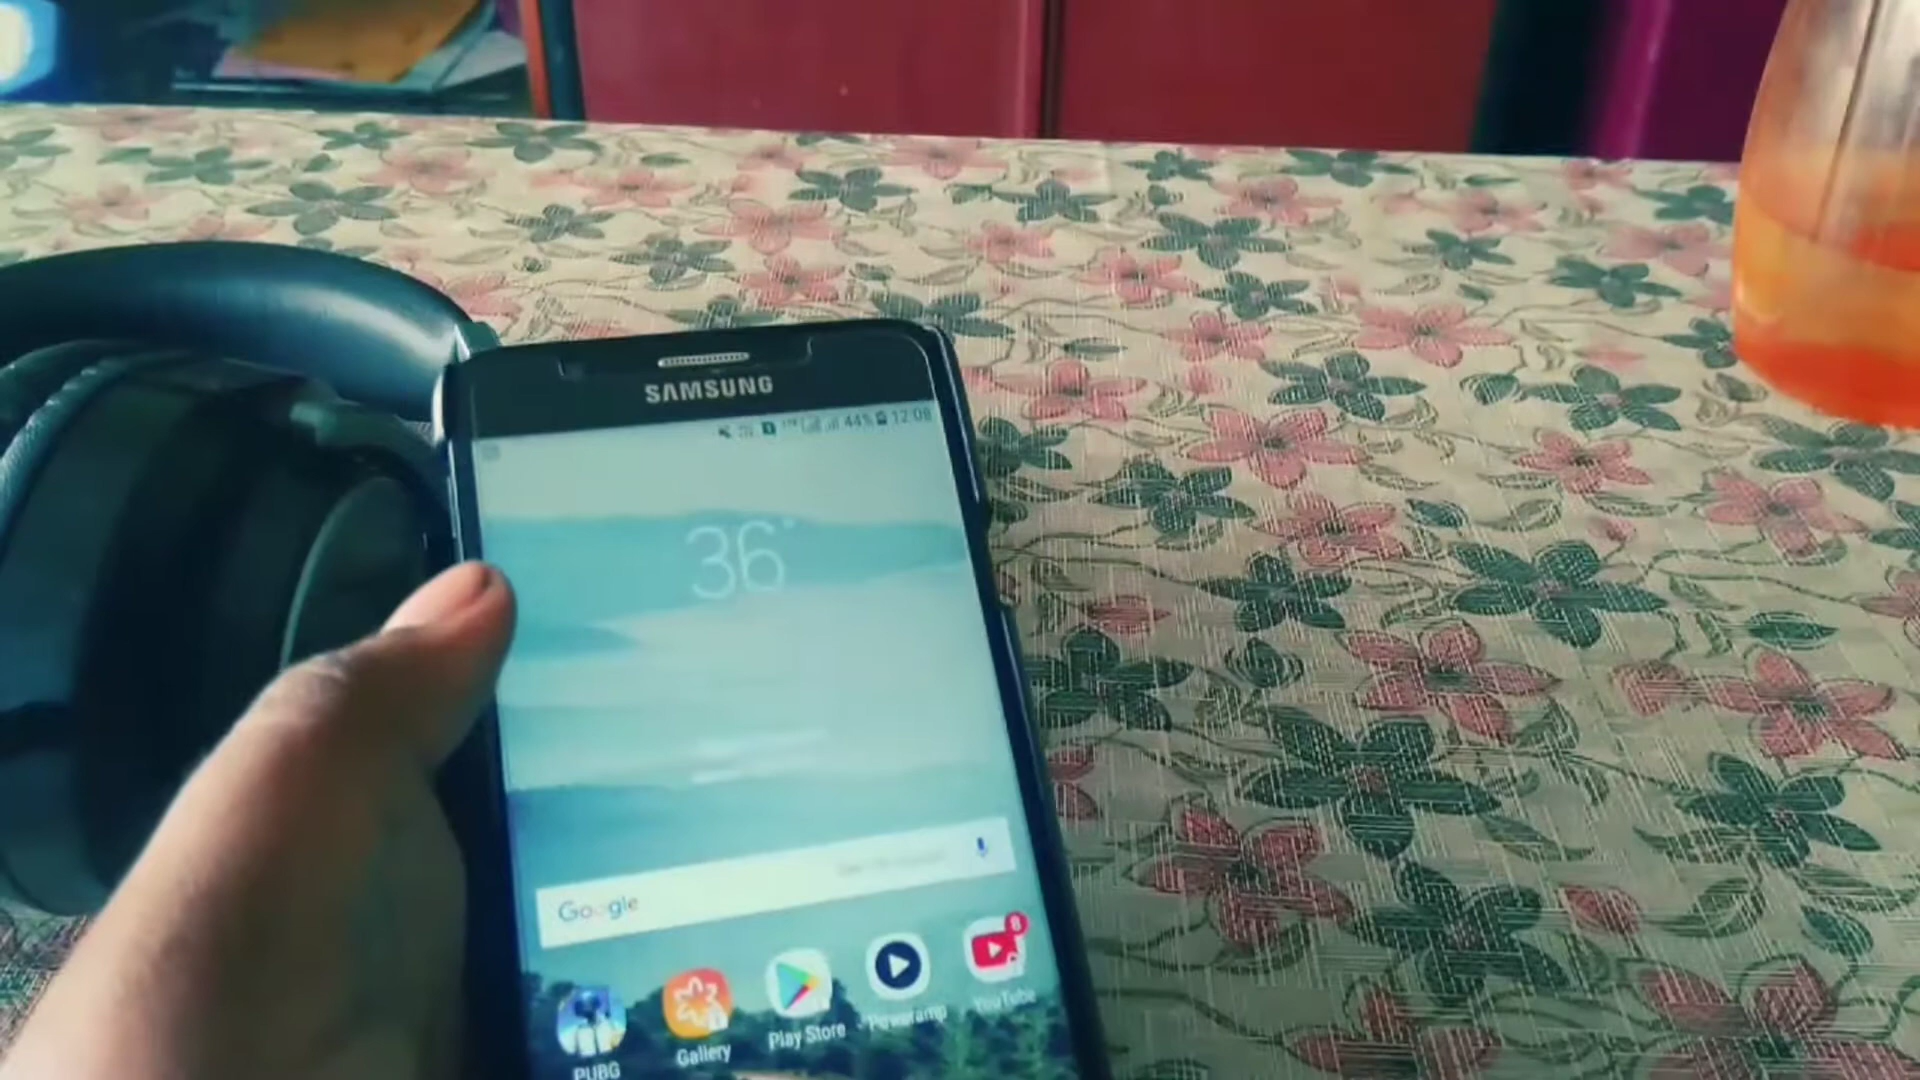 SAMSUNG
44% 12:08
36°
Google
8
PUBG
Gallery
Play Store
Poweramp
YouTube